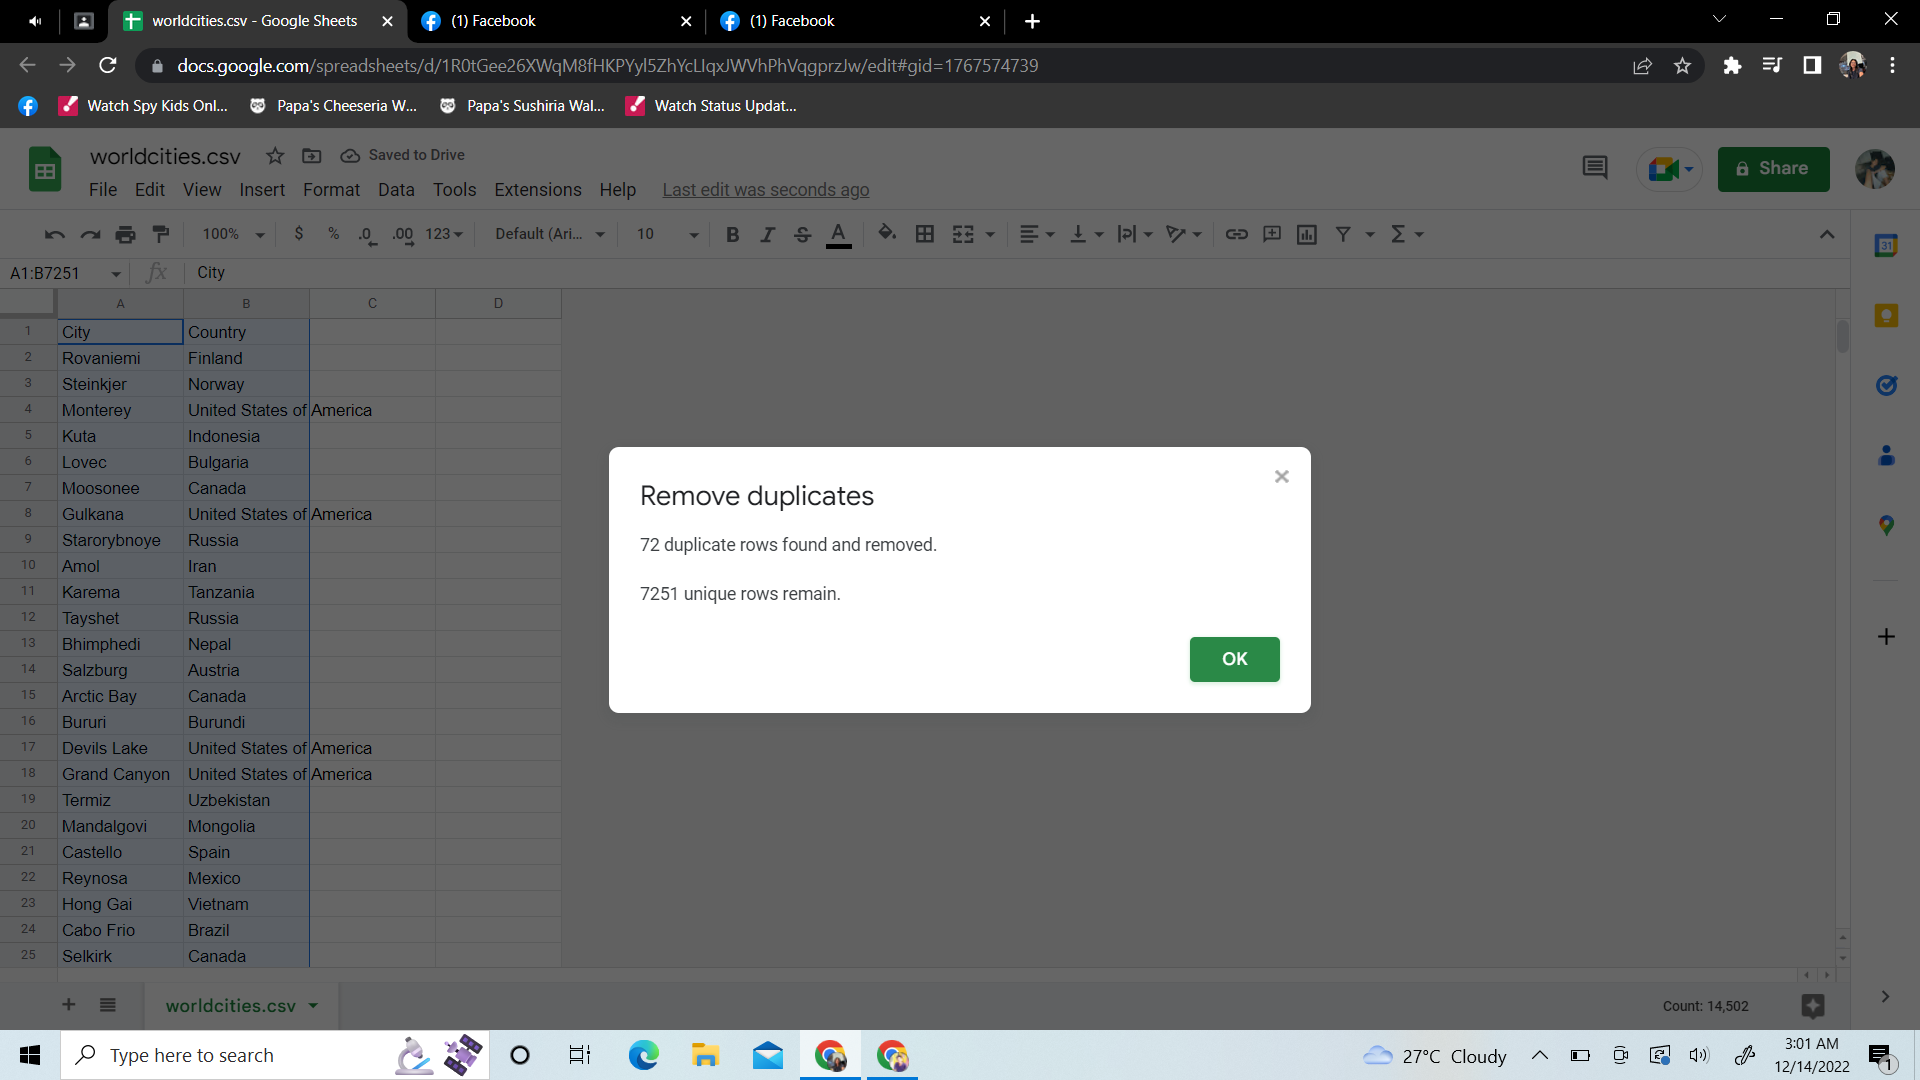 worldcities.csv - Google Sheets
(1) Facebook
(1) Facebook
docs.google.com/spreadsheets/d/1R0tGee26XWqM8fHKPYyl5ZhYcLIqxJWVhPhVqgprzJw/edit#gid=1767574739
Watch Spy Kids Onl...
Papa's Cheeseria W...
Papa's Sushiria Wal...
Watch Status Updat...
worldcities.csv
Saved to Drive
File Edit View Insert Format Data Tools Extensions Help Last edit was seconds ago
Share
100% $ % .0 .00 123 Default (Ari... 10 B I S A
A1:B7251 fx City
A B C D
1 City Country
2 Rovaniemi Finland
3 Steinkjer Norway
4 Monterey United States of America
5 Kuta Indonesia
6 Lovec Bulgaria
7 Moosonee Canada
8 Gulkana United States of America
9 Starorybnoye Russia
10 Amol Iran
11 Karema Tanzania
12 Tayshet Russia
13 Bhimphedi Nepal
14 Salzburg Austria
15 Arctic Bay Canada
16 Bururi Burundi
17 Devils Lake United States of America
18 Grand Canyon United States of America
19 Termiz Uzbekistan
20 Mandalgovi Mongolia
21 Castello Spain
22 Reynosa Mexico
23 Hong Gai Vietnam
24 Cabo Frio Brazil
25 Selkirk Canada
Remove duplicates
72 duplicate rows found and removed.
7251 unique rows remain.
OK
31
worldcities.csv
Count: 14,502
Type here to search
27°C Cloudy
3:01 AM
12/14/2022
1